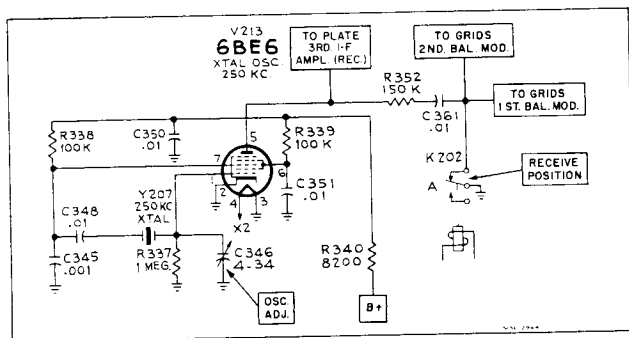 V213
6BE6
XTAL OSC.
250 KC.
TO PLATE
3RD. I-F
AMPL. (REC.)
TO GRIDS
2ND. BAL. MOD.
R352
150 K
C361
.01
TO GRIDS
1ST. BAL. MOD.
R338
100K
C350
.01
5
7
2
4
3
6
R339
100 K
C351
.01
K202
A
RECEIVE
POSITION
C348
.01
Y207
250 KC
XTAL
X2
C345
.001
R337
1 MEG.
C346
4-34
OSC.
ADJ.
R340
8200
B+